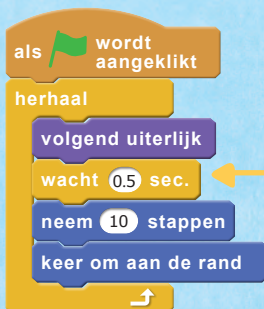 als wordt
aangeklikt
herhaal
volgend uiterlijk
wacht 0.5 sec.
neem 10 stappen
keer om aan de rand